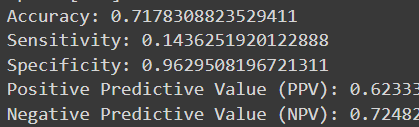 Accuracy: 0.7178308823529411
Sensitivity: 0.1436251920122888
Specificity: 0.9629508196721311
Positive Predictive Value (PPV): 0.62333
Negative Predictive Value (NPV): 0.72482